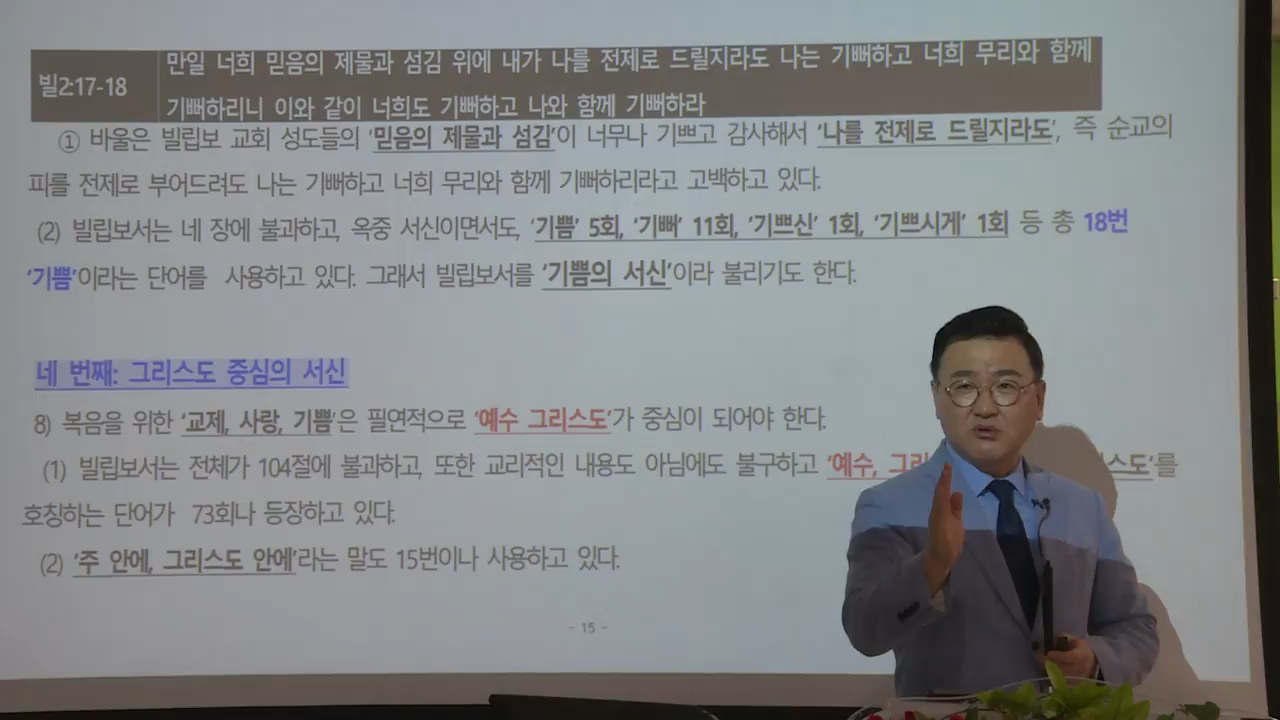 빌2:17-18
만일 너희 믿음의 제물과 섬김 위에 내가 나를 전제로 드릴지라도 나는 기뻐하고 너희 무리와 함께
기뻐하리니 이와 같이 너희도 기뻐하고 나와 함께 기뻐하라
① 바울은 빌립보 교회 성도들의 '믿음의 제물과 섬김'이 너무나 기쁘고 감사해서 '나를 전제로 드릴지라도', 즉 순교의
피를 전제로 부어드려도 나는 기뻐하고 너희 무리와 함께 기뻐하리라고 고백하고 있다.
(2) 빌립보서는 네 장에 불과하고, 옥중 서신이면서도, '기쁨' 5회, '기뻐' 11회, '기쁘신' 1회, '기쁘시게' 1회 등 총 18번
'기쁨'이라는 단어를 사용하고 있다. 그래서 빌립보서를 '기쁨의 서신'이라 불리기도 한다.
네 번째: 그리스도 중심의 서신
8) 복음을 위한 '교제, 사랑, 기쁨'은 필연적으로 '예수 그리스도'가 중심이 되어야 한다.
(1) 빌립보서는 전체가 104절에 불과하고, 또한 교리적인 내용도 아님에도 불구하고 '예수, 그리 스도'를
호칭하는 단어가 73회나 등장하고 있다.
(2) '주 안에, 그리스도 안에'라는 말도 15번이나 사용하고 있다.
- 15 -